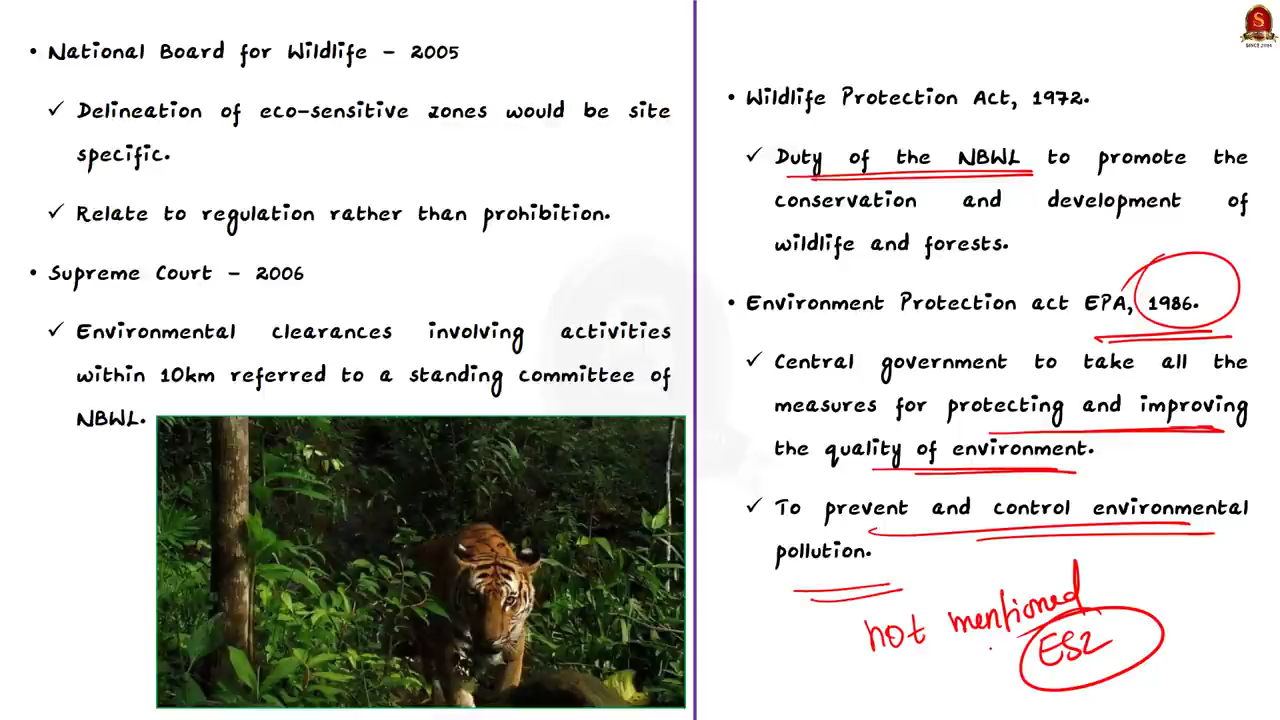 • National Board for Wildlife – 2005
✓ Delineation of eco-sensitive zones would be site
specific.
✓ Relate to regulation rather than prohibition.
• Supreme Court – 2006
✓ Environmental clearances involving activities
within 10km referred to a standing committee of
NBWL.
S
SINCE 2004
• Wildlife Protection Act, 1972.
✓ Duty of the NBWL to promote the
conservation and development of
wildlife and forests.
• Environment Protection act EPA, 1986.
✓ Central government to take all the
measures for protecting and improving
the quality of environment.
✓ To prevent and control environmental
pollution.
not mentioned
ESZ